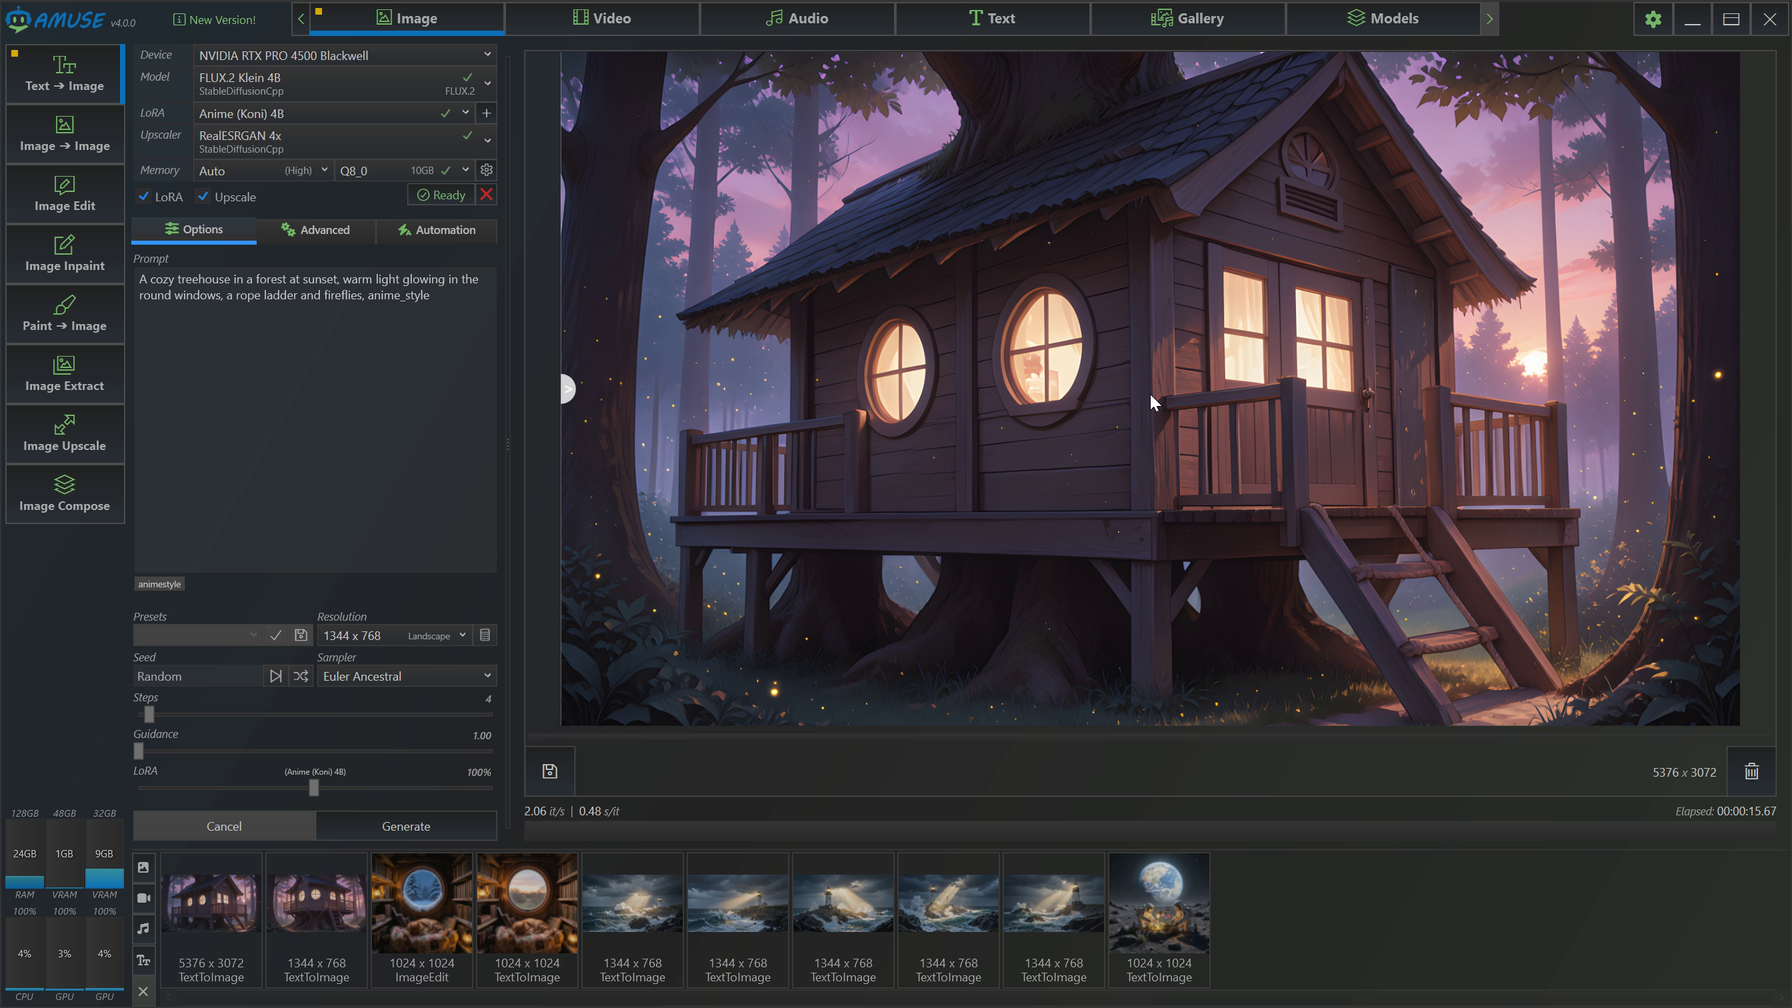 AMUSE v4.0.0
New Version!
Image
Video
Audio
Text
Gallery
Models
Text → Image
Image → Image
Image Edit
Image Inpaint
Paint → Image
Image Extract
Image Upscale
Image Compose
Device
NVIDIA RTX PRO 4500 Blackwell
Model
FLUX.2 Klein 4B
StableDiffusionCpp
FLUX.2
LoRA
Anime (Koni) 4B
Upscaler
RealESRGAN 4x
StableDiffusionCpp
Memory
Auto (High)
Q8_0 10GB
LoRA
Upscale
Ready
Options
Advanced
Automation
Prompt
A cozy treehouse in a forest at sunset, warm light glowing in the
round windows, a rope ladder and fireflies, anime_style
animestyle
Presets
Resolution
1344 x 768 Landscape
Seed
Sampler
Random
Euler Ancestral
Steps 4
Guidance 1.00
LoRA (Anime (Koni) 4B) 100%
Cancel
Generate
5376 x 3072
2.06 it/s | 0.48 s/it
Elapsed: 00:00:15.67
128GB 48GB 32GB
24GB 1GB 9GB
RAM VRAM VRAM
100% 100% 100%
4% 3% 4%
CPU GPU GPU
5376 x 3072
TextToImage
1344 x 768
TextToImage
1024 x 1024
ImageEdit
1024 x 1024
TextToImage
1344 x 768
TextToImage
1344 x 768
TextToImage
1344 x 768
TextToImage
1344 x 768
TextToImage
1344 x 768
TextToImage
1024 x 1024
TextToImage